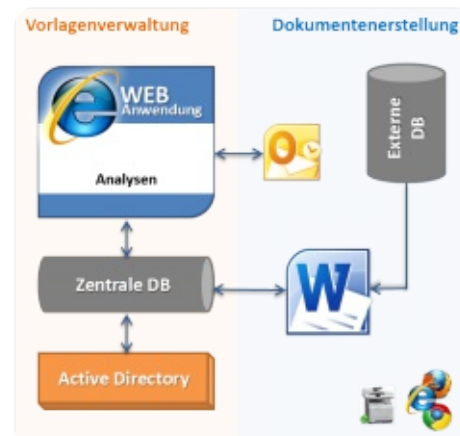 Vorlagenverwaltung
Dokumentenerstellung
WEB
Anwendung
Analysen
Externe
DB
Zentrale DB
Active Directory